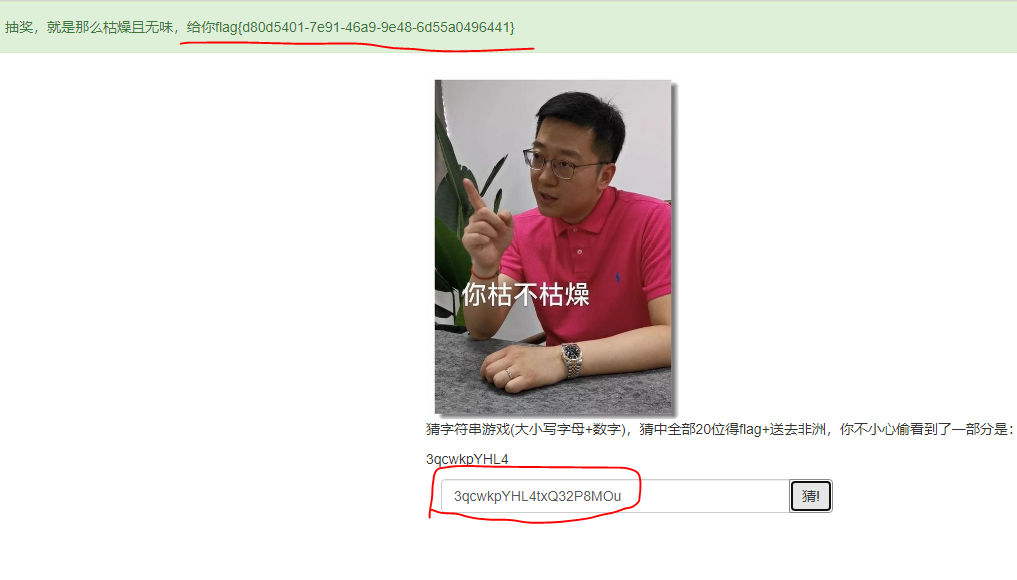 抽奖，就是那么枯燥且无味，给你flag{d80d5401-7e91-46a9-9e48-6d55a0496441}
你枯不枯燥
猜字符串游戏(大小写字母+数字)，猜中全部20位得flag+送去非洲，你不小心偷看到了一部分是：
3qcwkpYHL4
3qcwkpYHL4txQ32P8MOu
猜!